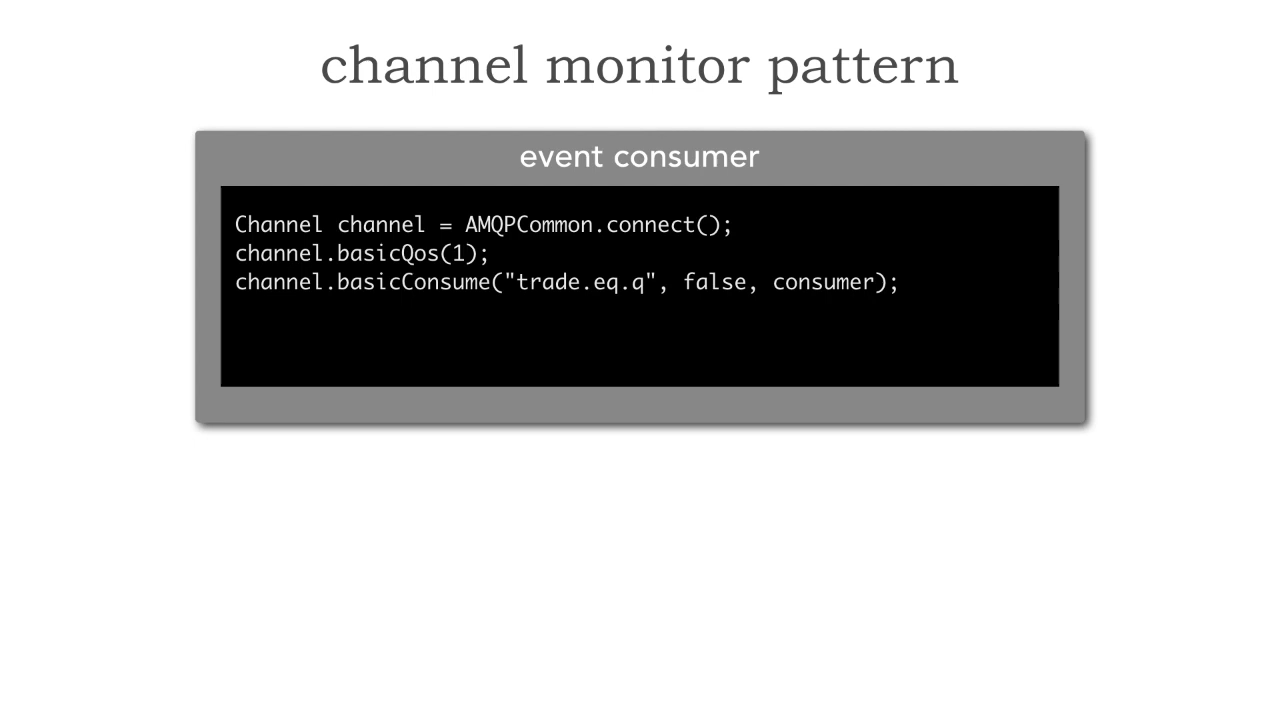 channel monitor pattern
event consumer
Channel channel = AMQPCommon.connect();
channel.basicQos(1);
channel.basicConsume("trade.eq.q", false, consumer);